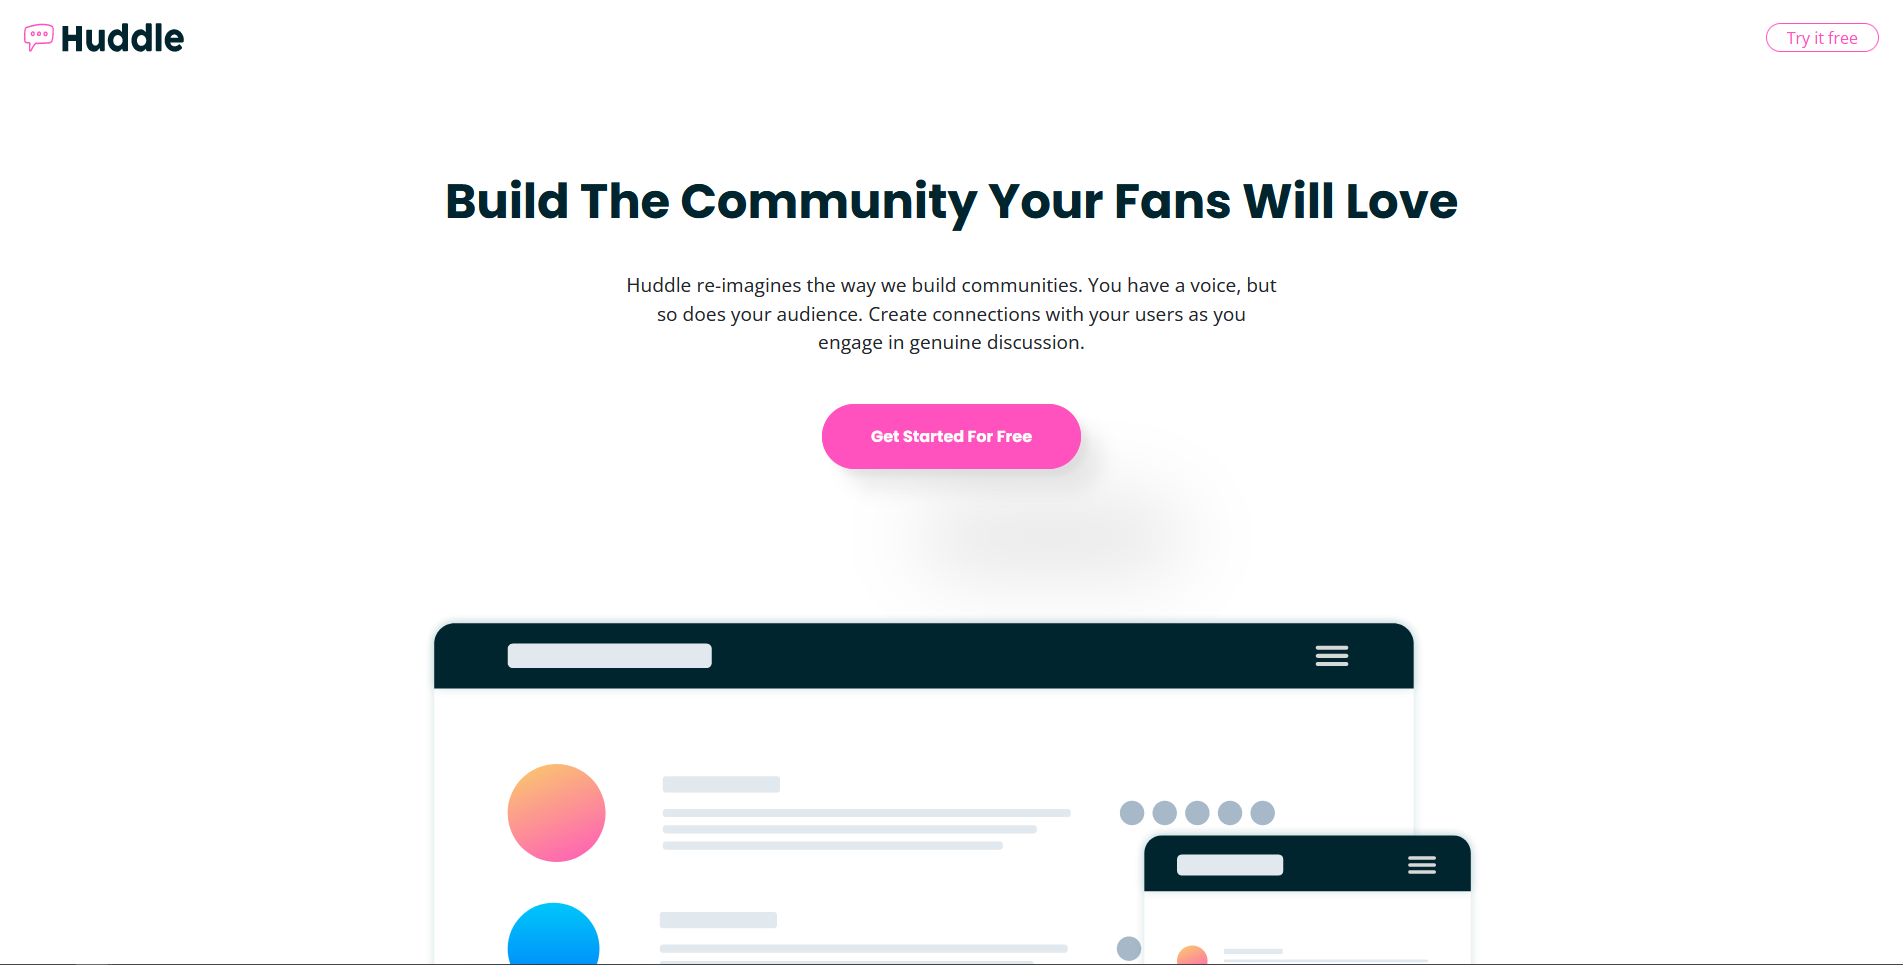 Huddle
Try it free
Build The Community Your Fans Will Love
Huddle re-imagines the way we build communities. You have a voice, but
so does your audience. Create connections with your users as you
engage in genuine discussion.
Get Started For Free